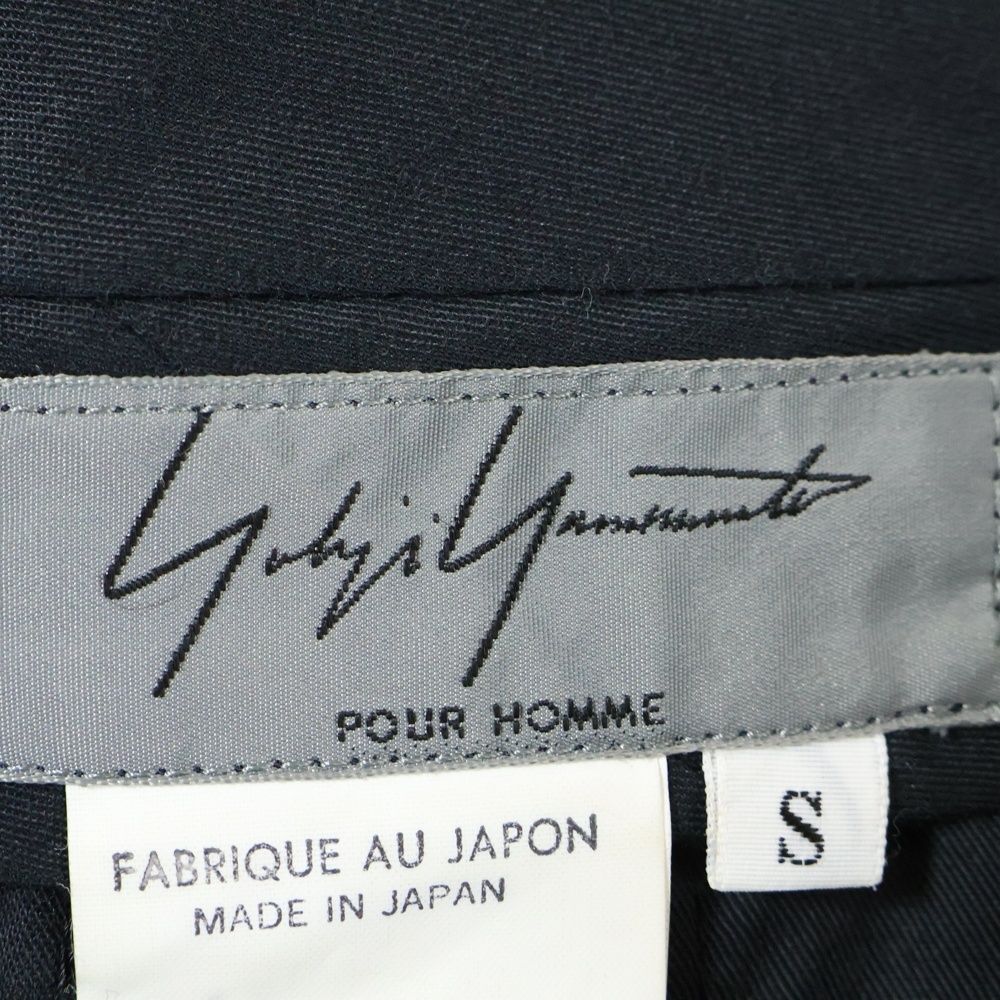 Yohji Yamamoto
POUR HOMME
FABRIQUE AU JAPON
MADE IN JAPAN
S